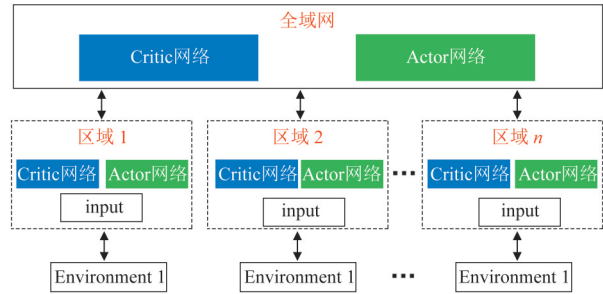 全域网
Critic网络 Actor网络
区域 1 区域 2 区域 n
Critic网络 Actor网络 Critic网络 Actor网络 ··· Critic网络 Actor网络
input input input
Environment 1 Environment 1 ··· Environment 1